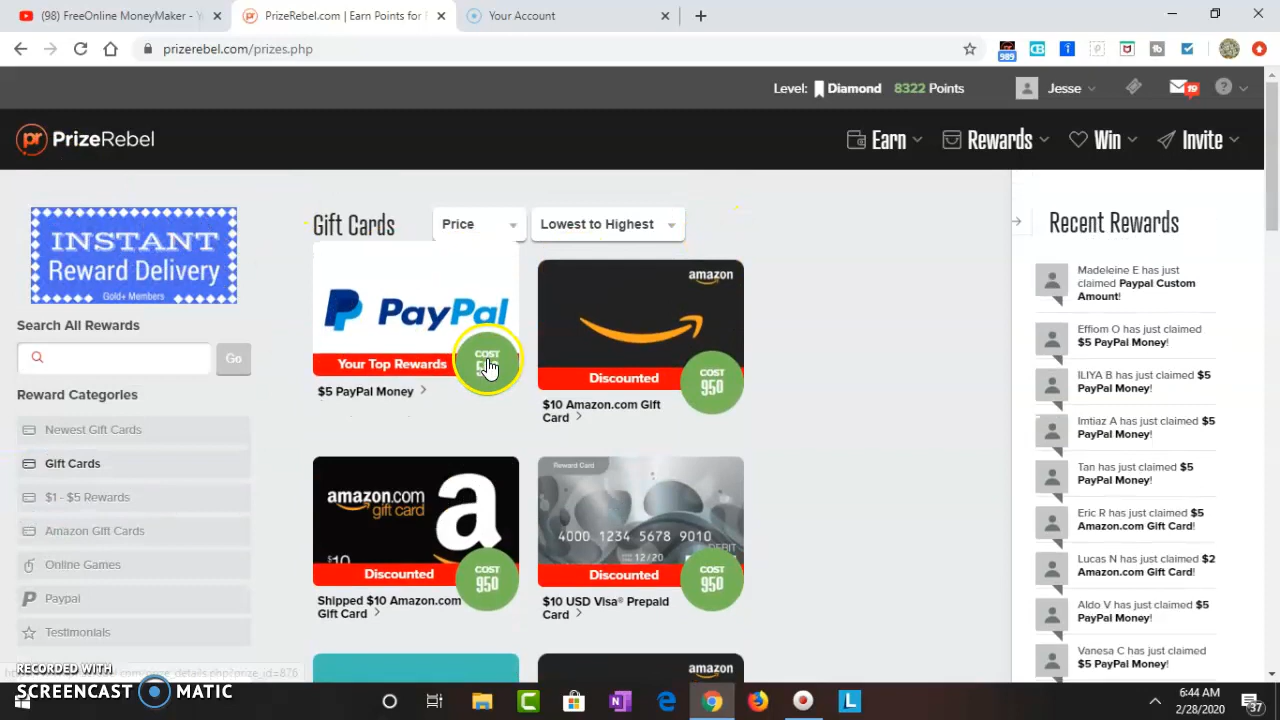 (98) FreeOnline MoneyMaker -
PrizeRebel.com | Earn Points for
Your Account
prizerebel.com/prizes.php
989
Level: Diamond 8322 Points
Jesse
19
pr PrizeRebel
Earn
Rewards
Win
Invite
INSTANT
Reward Delivery
Gold+ Members
Search All Rewards
Go
Reward Categories
Newest Gift Cards
Gift Cards
$1 - $5 Rewards
Amazon Gift Cards
Online Games
Paypal
Testimonials
Gift Cards
Price
Lowest to Highest
PayPal
Your Top Rewards
COST
$5 PayPal Money
amazon
Discounted
COST
950
$10 Amazon.com Gift
Card
amazon.com
gift card
a
$10
Discounted
COST
950
Shipped $10 Amazon.com
Gift Card
Reward Card
4000 1234 5678 9010
12/20
DEBIT
Discounted
COST
950
$10 USD Visa® Prepaid
Card
amazon
Recent Rewards
Madeleine E has just
claimed Paypal Custom
Amount!
Effiom O has just claimed
$5 PayPal Money!
ILIYA B has just claimed $5
PayPal Money!
Imtiaz A has just claimed $5
PayPal Money!
Tan has just claimed $5
PayPal Money!
Eric R has just claimed $5
Amazon.com Gift Card!
Lucas N has just claimed $2
Amazon.com Gift Card!
Aldo V has just claimed $5
PayPal Money!
Vanesa C has just claimed
$5 PayPal Money!
RECORDED WITH
SCREENCAST MATIC
6:44 AM
2/28/2020
37